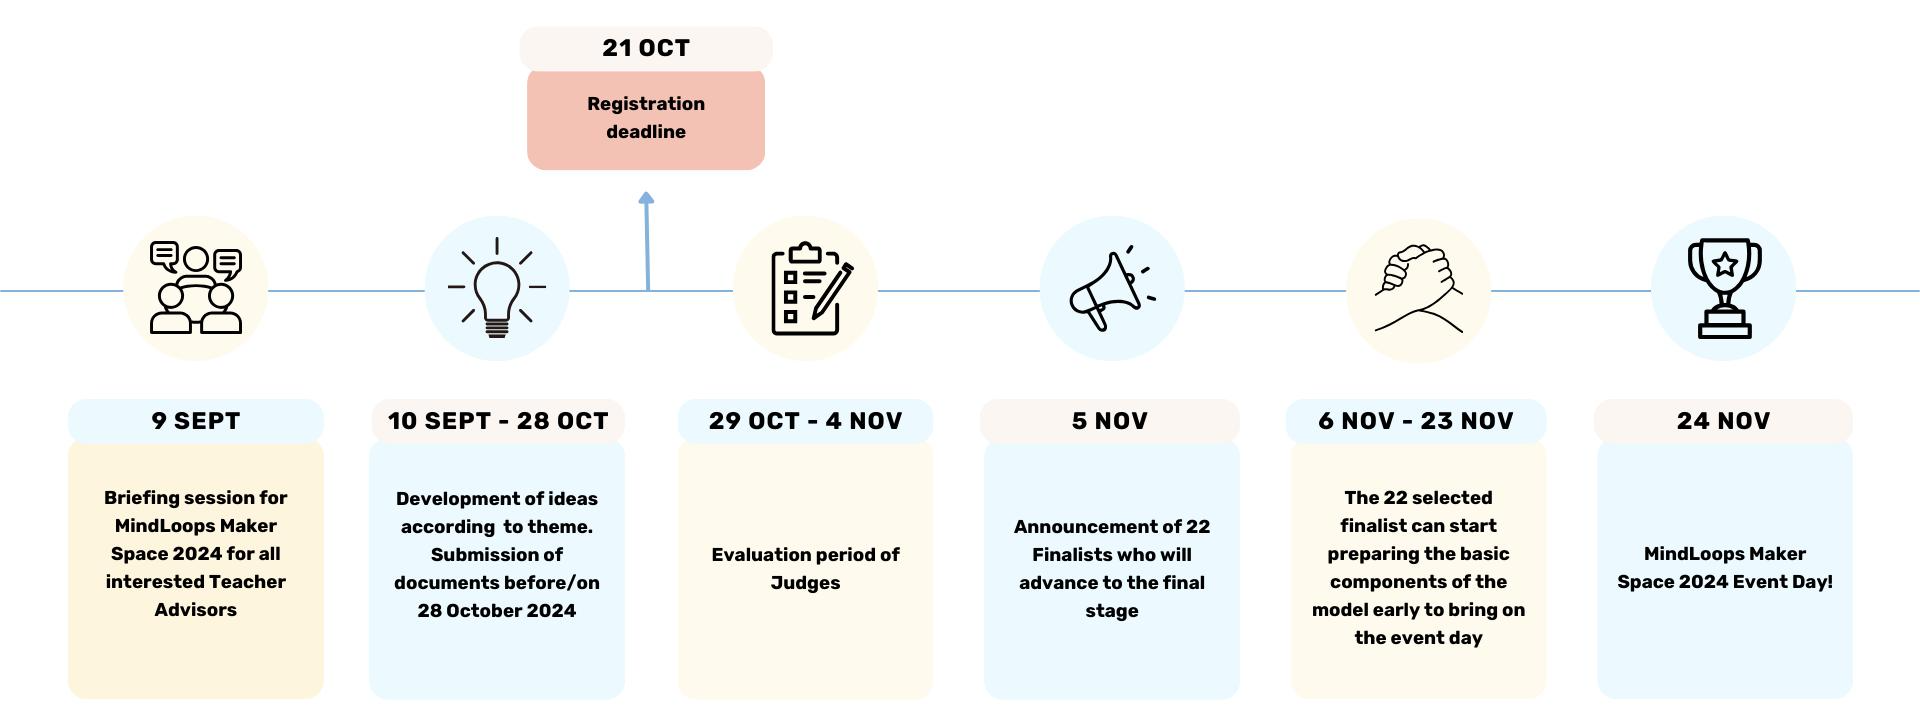 21 OCT
Registration
deadline
9 SEPT
Briefing session for
MindLoops Maker
Space 2024 for all
interested Teacher
Advisors
10 SEPT - 28 OCT
Development of ideas
according to theme.
Submission of
documents before/on
28 October 2024
29 OCT - 4 NOV
Evaluation period of
Judges
5 NOV
Announcement of 22
Finalists who will
advance to the final
stage
6 NOV - 23 NOV
The 22 selected
finalist can start
preparing the basic
components of the
model early to bring on
the event day
24 NOV
MindLoops Maker
Space 2024 Event Day!